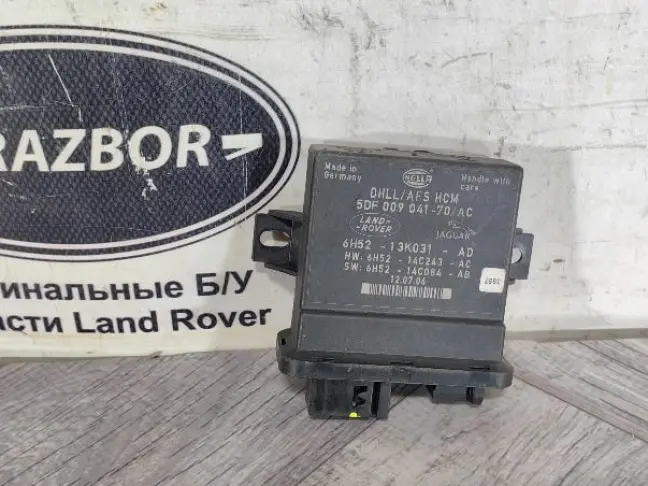 RAZBOR
инальные Б/У
асти Land Rover
Made in
Germany
HELLA
Handle with
care
DHLL/AFS HCM
5DF 009 041-70/AC
LAND-
ROVER
JAGUAR
6H52 - 13K031 - AD
HW: 6H52 - 14C243 - AC
SW: 6H52 - 14C084 - AB
12.07.06